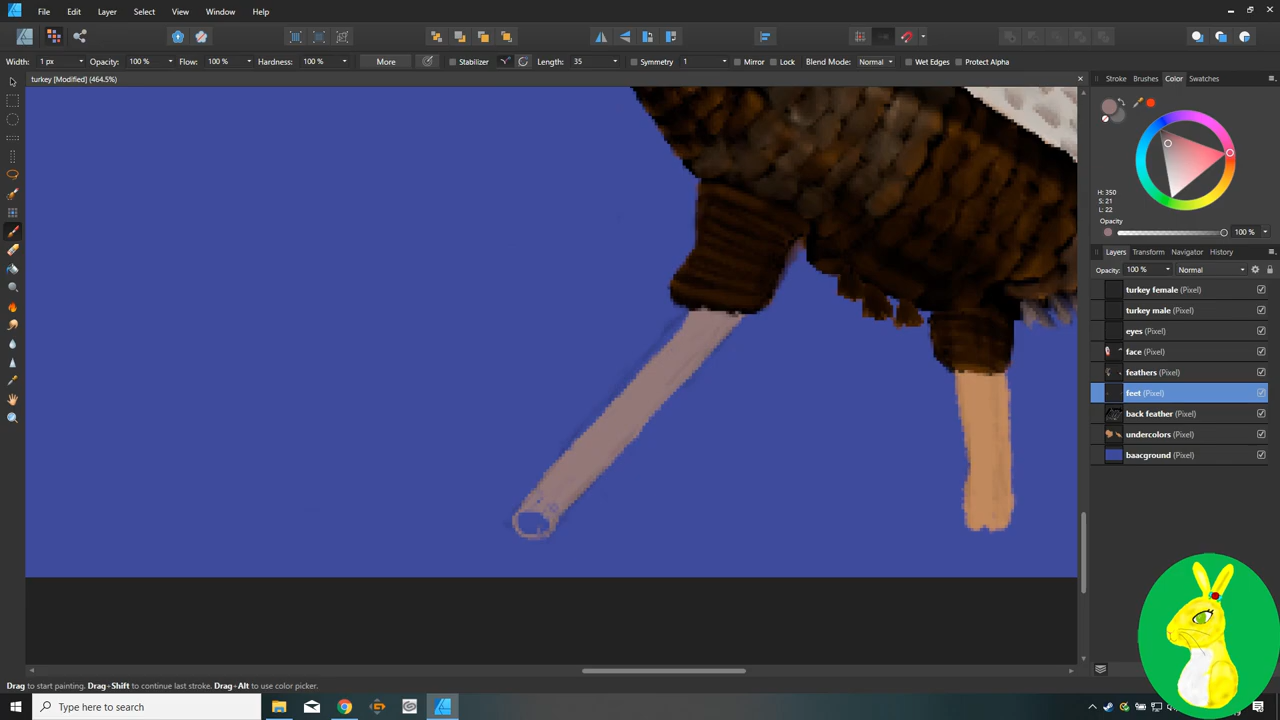 File Edit Layer Select View Window Help
Width: 1 px Opacity: 100 % Flow: 100 % Hardness: 100 % More Stabilizer Length: 35 Symmetry 1 Mirror Lock Blend Mode: Normal Wet Edges Protect Alpha
turkey [Modified] (464.5%)
Stroke Brushes Color Swatches
H: 350
S: 21
L: 22
Opacity
100 %
Layers Transform Navigator History
Opacity: 100 % Normal
turkey female (Pixel)
turkey male (Pixel)
eyes (Pixel)
face (Pixel)
feathers (Pixel)
feet (Pixel)
back feather (Pixel)
undercolors (Pixel)
baacground (Pixel)
Drag to start painting. Drag+Shift to continue last stroke. Drag+Alt to use color picker.
Type here to search